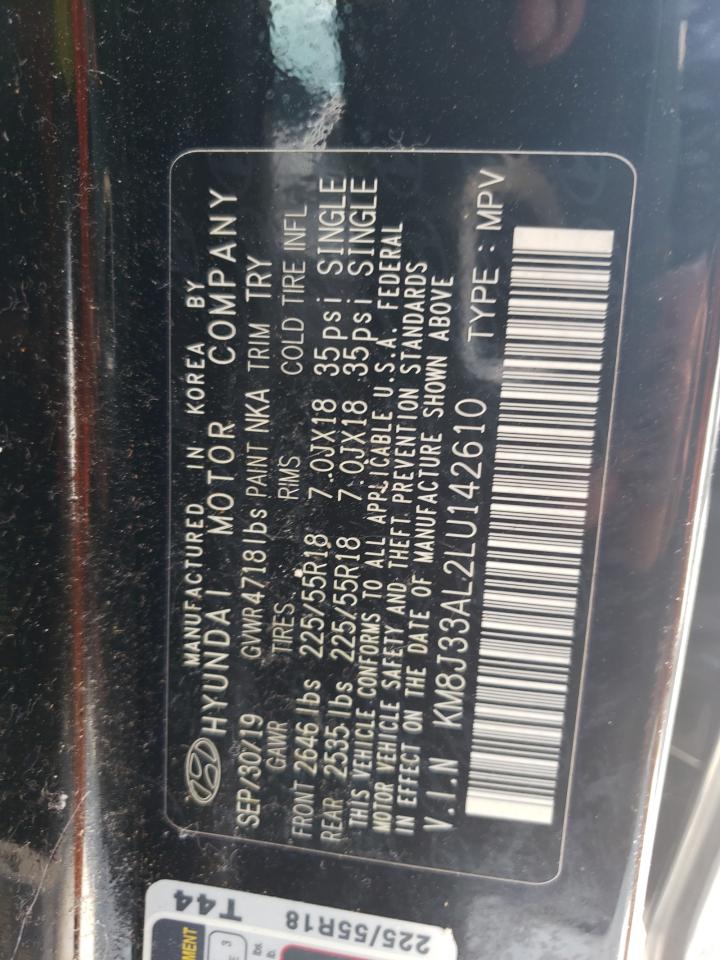 MANUFACTURED IN KOREA BY
HYUNDAI MOTOR COMPANY
SEP/30/19 GVWR 4718lbs PAINT NKA TRIM TRY
GAWR TIRES RIMS COLD TIRE INFL
FRONT 2646 lbs 225/55R18 7.0JX18 35psi SINGLE
REAR 2535 lbs 225/55R18 7.0JX18 35psi SINGLE
THIS VEHICLE CONFORMS TO ALL APPLICABLE U.S.A. FEDERAL
MOTOR VEHICLE SAFETY AND THEFT PREVENTION STANDARDS
IN EFFECT ON THE DATE OF MANUFACTURE SHOWN ABOVE
V.I.N KM8J33AL2LU142610 TYPE : MPV
T44
225/55R18
3
lbs.